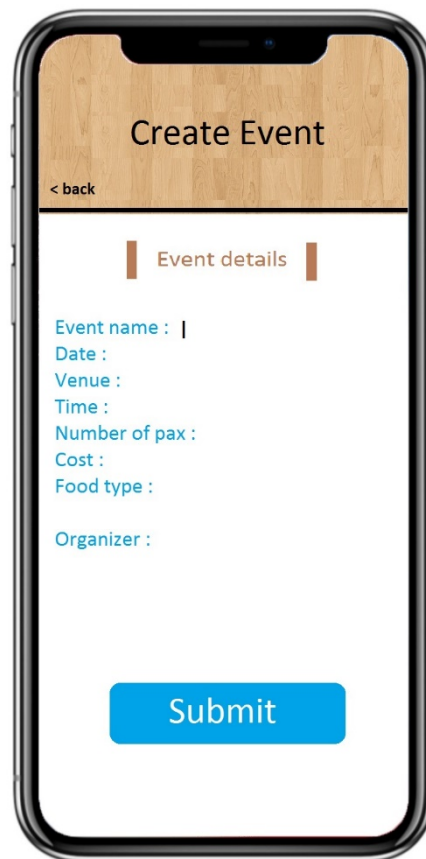 Create Event
< back
Event details
Event name :
Date :
Venue :
Time :
Number of pax :
Cost :
Food type :
Organizer :
Submit